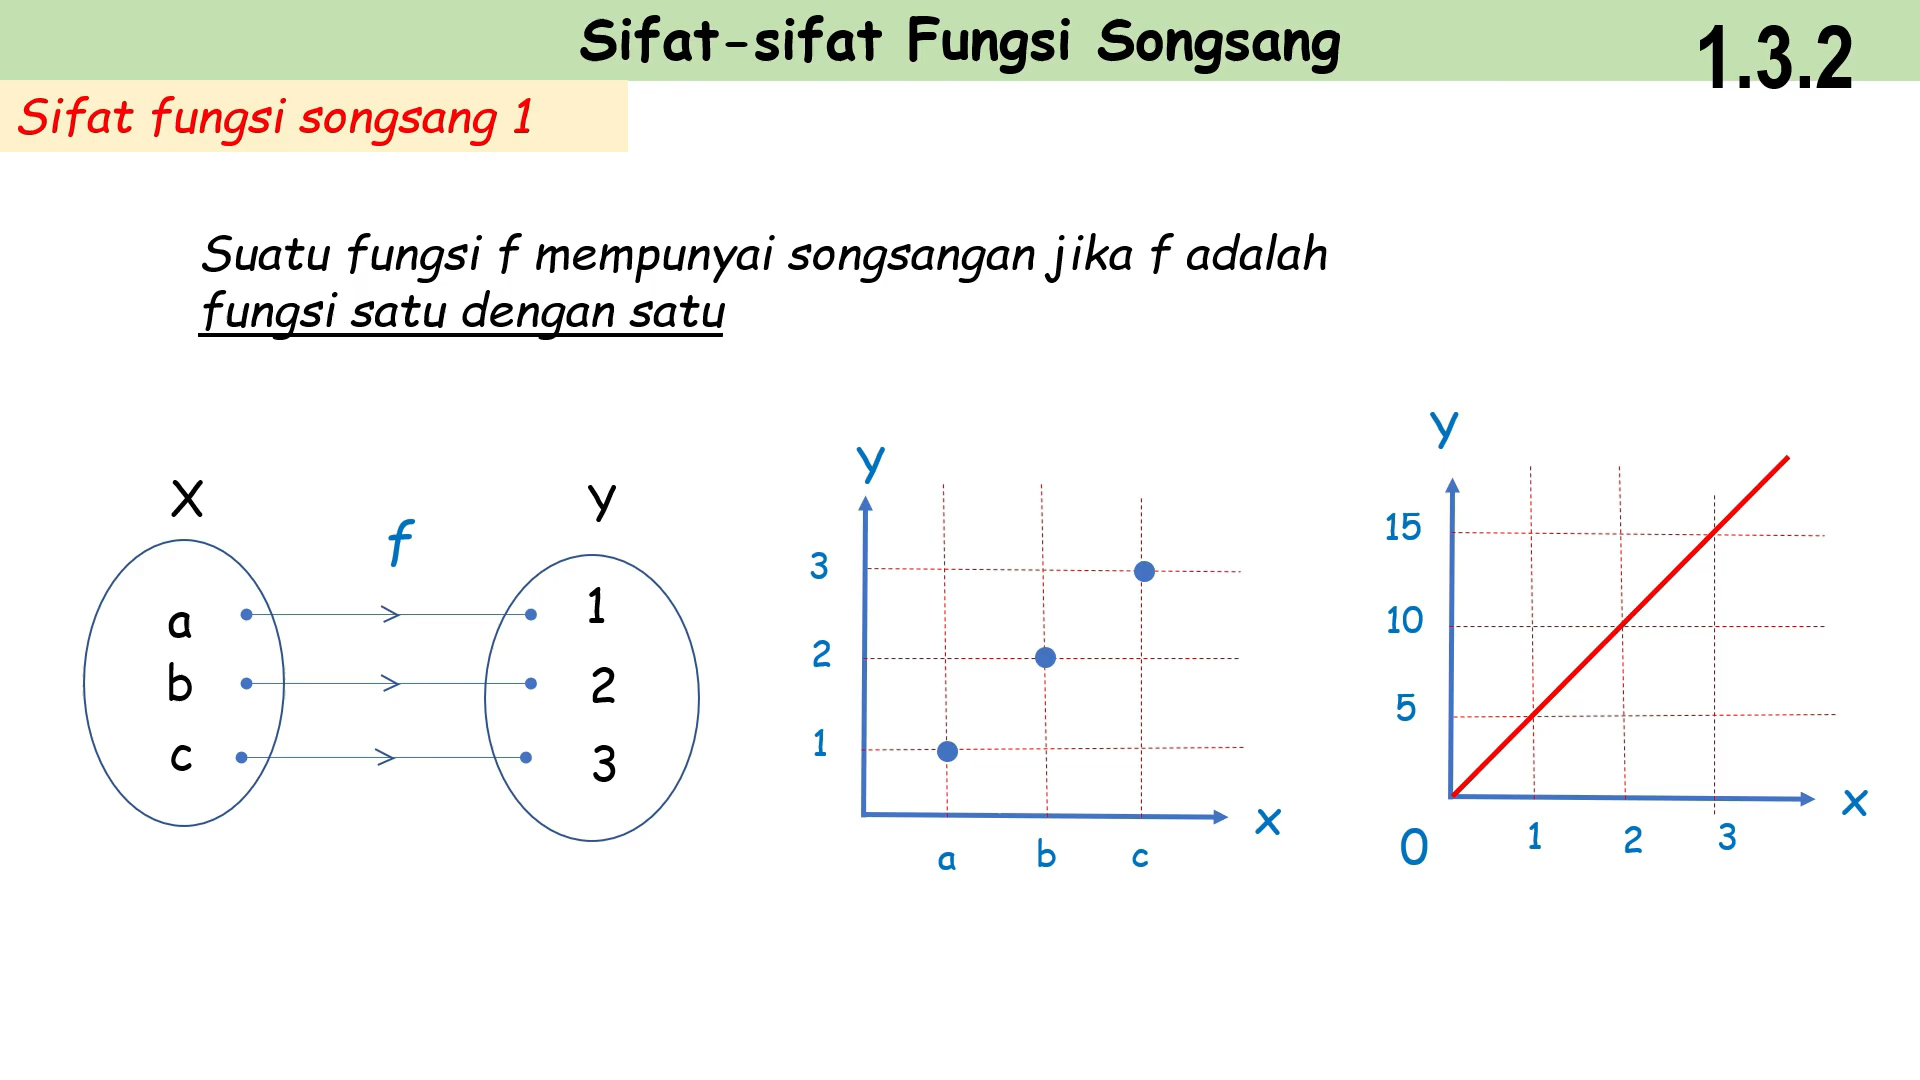 Sifat-sifat Fungsi Songsang
1.3.2
Sifat fungsi songsang 1
Suatu fungsi f mempunyai songsangan jika f adalah
fungsi satu dengan satu
X
f
y
a
b
c
1
2
3
y
3
2
1
a
b
c
x
y
15
10
5
0
1
2
3
x